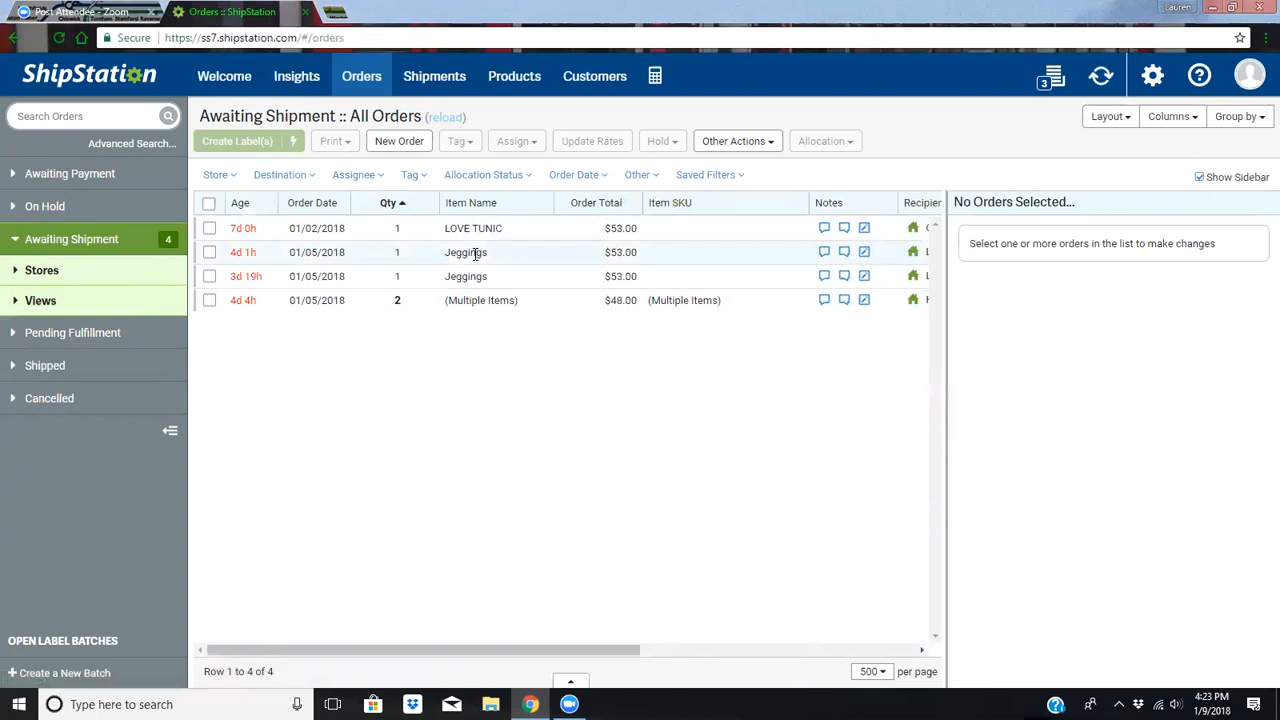 Post Attendee - Zoom
Orders :: ShipStation
Lauren
Secure
https://ss7.shipstation.com/#/orders
ShipStation
Welcome
Insights
Orders
Shipments
Products
Customers
3
Search Orders
Advanced Search...
Awaiting Payment
On Hold
Awaiting Shipment
4
Stores
Views
Pending Fulfillment
Shipped
Cancelled
OPEN LABEL BATCHES
Create a New Batch
Awaiting Shipment :: All Orders (reload)
Layout Columns Group by
Create Label(s) Print New Order Tag Assign Update Rates Hold Other Actions Allocation
Store Destination Assignee Tag Allocation Status Order Date Other Saved Filters
Show Sidebar
Age Order Date Qty Item Name Order Total Item SKU Notes Recipien
7d 0h 01/02/2018 1 LOVE TUNIC $53.00
4d 1h 01/05/2018 1 Jeggings $53.00
3d 19h 01/05/2018 1 Jeggings $53.00
4d 4h 01/05/2018 2 (Multiple Items) $48.00 (Multiple Items)
No Orders Selected...
Select one or more orders in the list to make changes
Row 1 to 4 of 4
500 per page
Type here to search
4:23 PM
1/9/2018